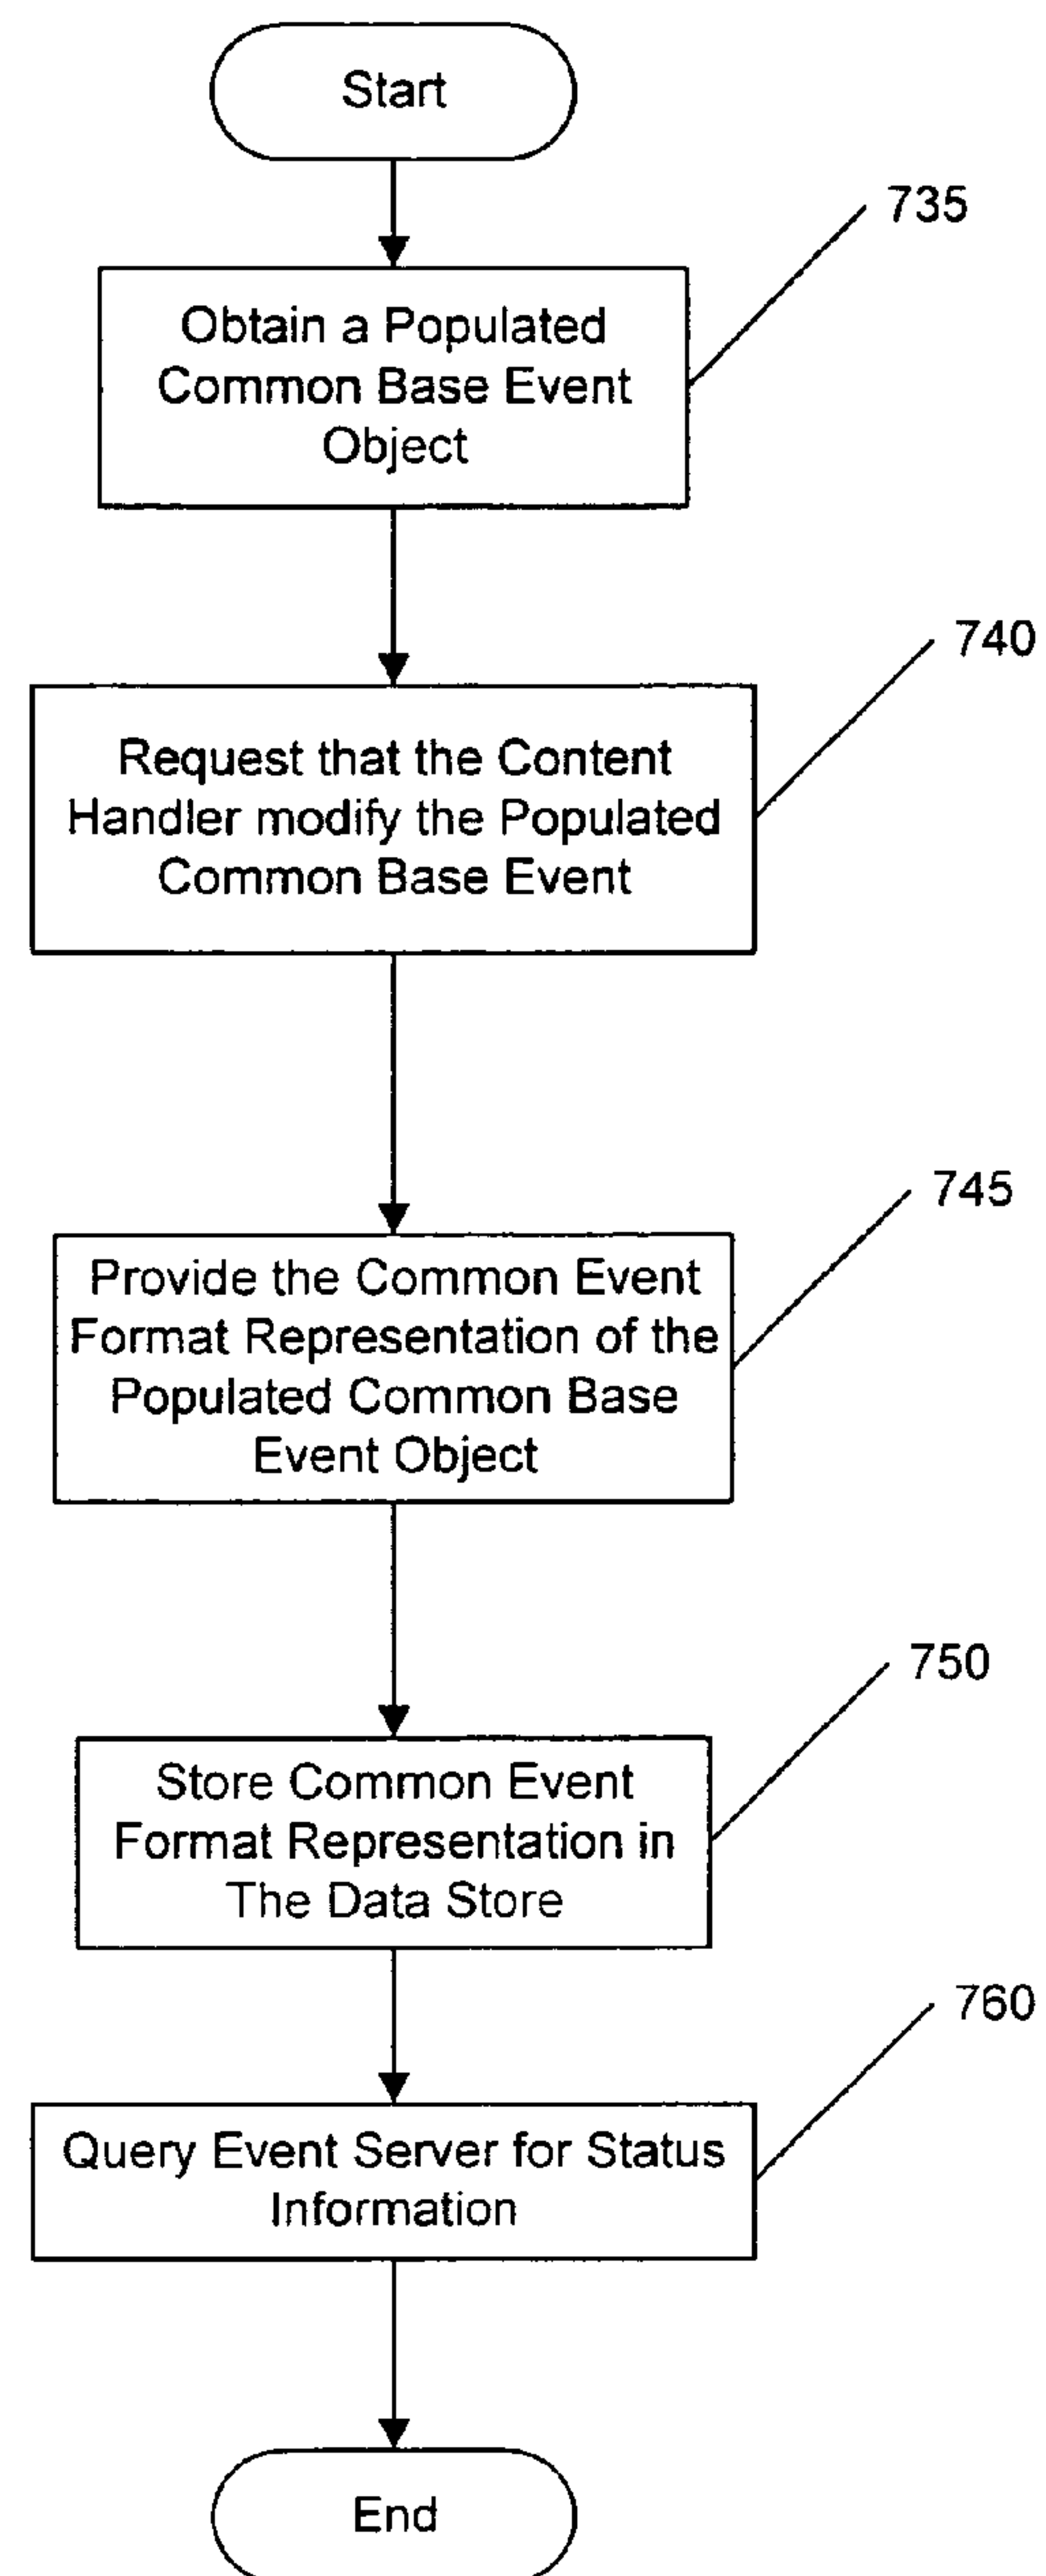 Start
735
Obtain a Populated
Common Base Event
Object
740
Request that the Content
Handler modify the Populated
Common Base Event
745
Provide the Common Event
Format Representation of the
Populated Common Base
Event Object
750
Store Common Event
Format Representation in
The Data Store
760
Query Event Server for Status
Information
End